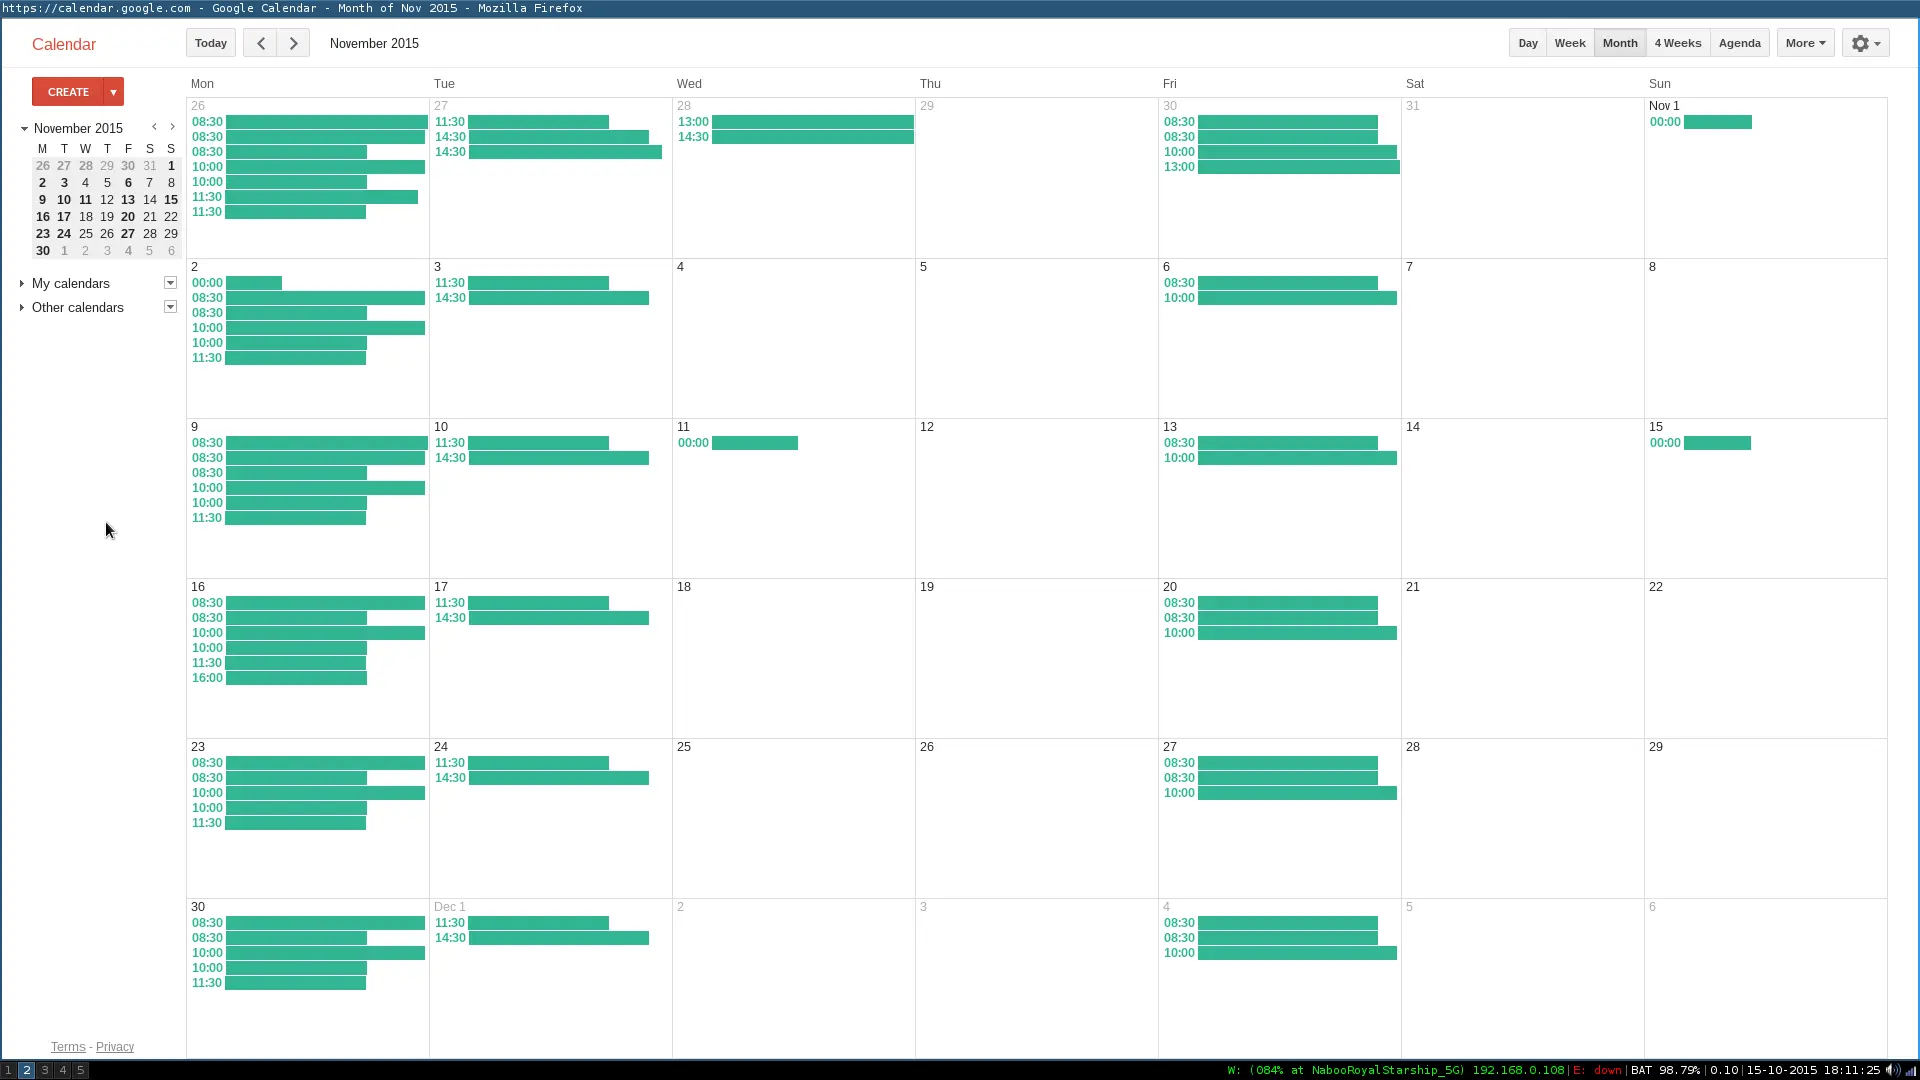 https://calendar.google.com - Google Calendar - Month of Nov 2015 - Mozilla Firefox
Calendar
Today
November 2015
Day Week Month 4 Weeks Agenda More
CREATE
November 2015
M T W T F S S
26 27 28 29 30 31 1
2 3 4 5 6 7 8
9 10 11 12 13 14 15
16 17 18 19 20 21 22
23 24 25 26 27 28 29
30 1 2 3 4 5 6
My calendars
Other calendars
Terms - Privacy
Mon Tue Wed Thu Fri Sat Sun
26 27 28 29 30 31 Nov 1
08:30 11:30 13:00 08:30 00:00
08:30 14:30 14:30 08:30
08:30 14:30 10:00
10:00 13:00
10:00
11:30
11:30
2 3 4 5 6 7 8
00:00 11:30 08:30
08:30 14:30 10:00
08:30
10:00
10:00
11:30
9 10 11 12 13 14 15
08:30 11:30 00:00 08:30 00:00
08:30 14:30 10:00
08:30
10:00
10:00
11:30
16 17 18 19 20 21 22
08:30 11:30 08:30
08:30 14:30 08:30
10:00 10:00
10:00
11:30
16:00
23 24 25 26 27 28 29
08:30 11:30 08:30
08:30 14:30 08:30
10:00 10:00
10:00
11:30
30 Dec 1 2 3 4 5 6
08:30 11:30 08:30
08:30 14:30 08:30
10:00 10:00
10:00
11:30
1 2 3 4 5
W: (084% at NabooRoyalStarship_5G) 192.168.0.108|E: down|BAT 98.79%|0.10|15-10-2015 18:11:25